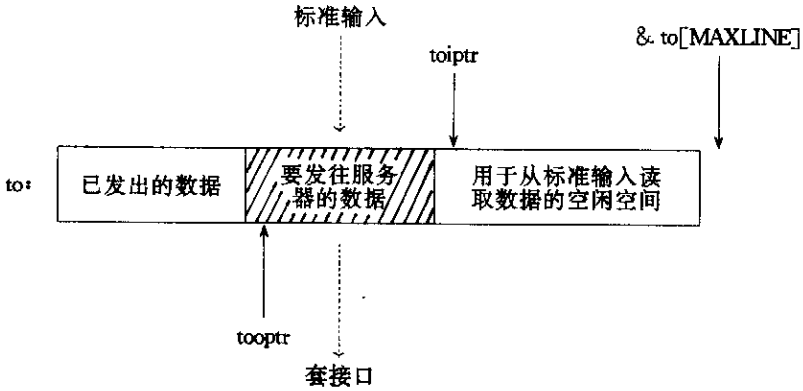 标准输入
& to[MAXLINE]
toiptr
to:
已发出的数据
要发往服务
器的数据
用于从标准输入读
取数据的空闲空间
tooptr
套接口